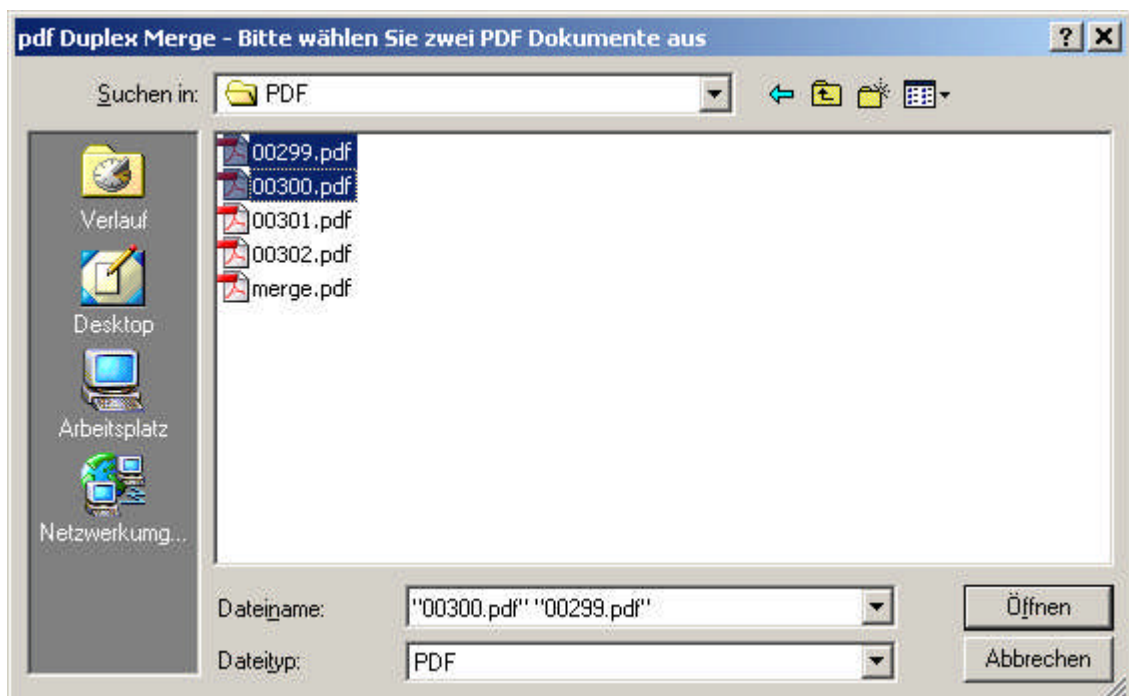 pdf Duplex Merge - Bitte wählen Sie zwei PDF Dokumente aus
Suchen in: PDF
Verlauf
Desktop
Arbeitsplatz
Netzwerkumg...
00299.pdf
00300.pdf
00301.pdf
00302.pdf
merge.pdf
Dateiname: "00300.pdf" "00299.pdf" Öffnen
Dateityp: PDF Abbrechen